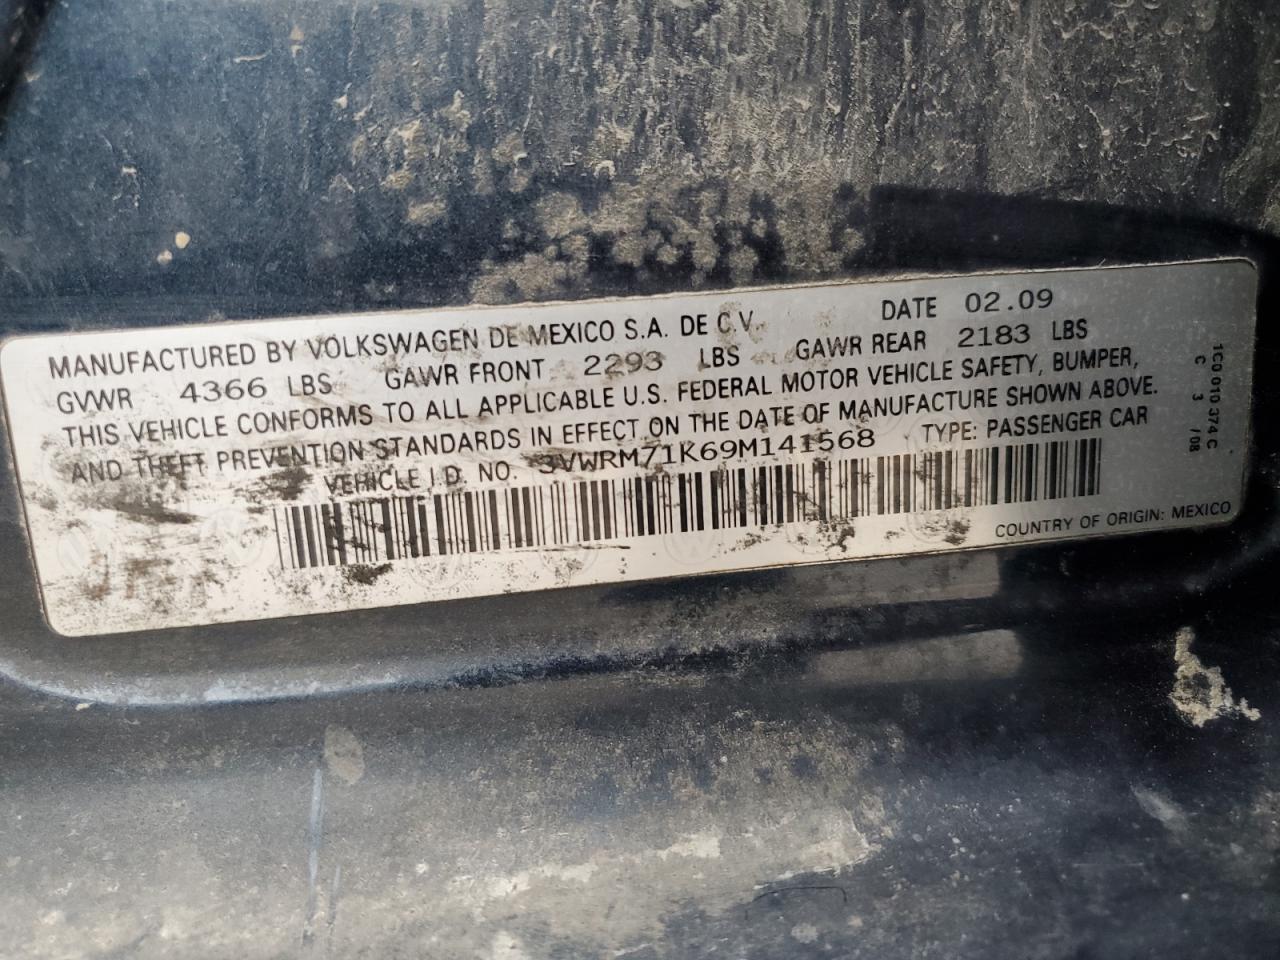 MANUFACTURED BY VOLKSWAGEN DE MEXICO S.A. DE C.V. DATE 02.09
GVWR 4366 LBS GAWR FRONT 2293 LBS GAWR REAR 2183 LBS
THIS VEHICLE CONFORMS TO ALL APPLICABLE U.S. FEDERAL MOTOR VEHICLE SAFETY, BUMPER,
AND THEFT PREVENTION STANDARDS IN EFFECT ON THE DATE OF MANUFACTURE SHOWN ABOVE.
VEHICLE I.D. NO. 3VWRM71K69M141568 TYPE: PASSENGER CAR
COUNTRY OF ORIGIN: MEXICO
1C0 010 374 C
C 3 /08